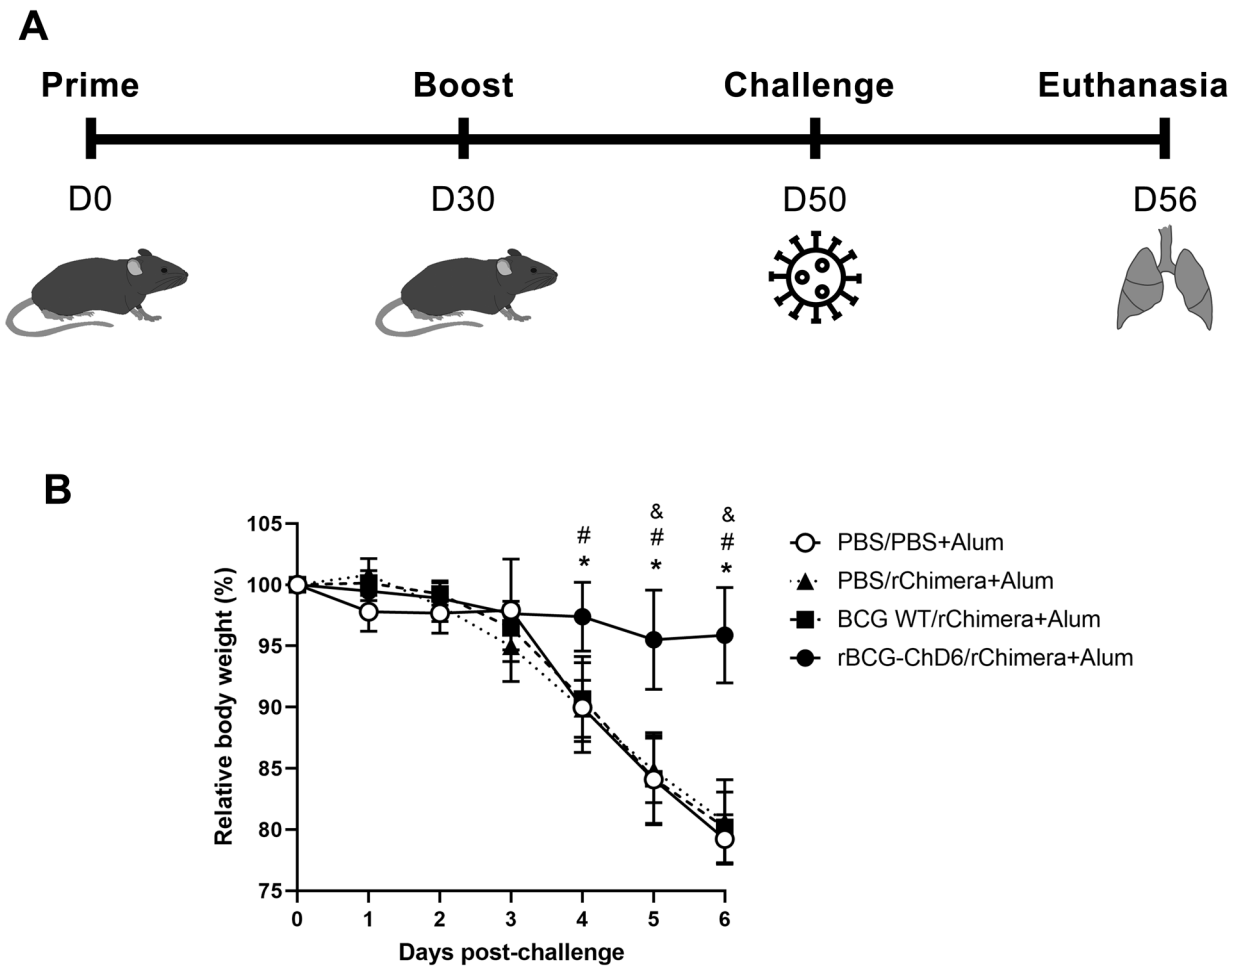 A
Prime Boost Challenge Euthanasia
D0 D30 D50 D56
B
Relative body weight (%)
105
100
95
90
85
80
75
0 1 2 3 4 5 6
Days post-challenge
#
*
&
#
*
&
#
*
PBS/PBS+Alum
PBS/rChimera+Alum
BCG WT/rChimera+Alum
rBCG-ChD6/rChimera+Alum